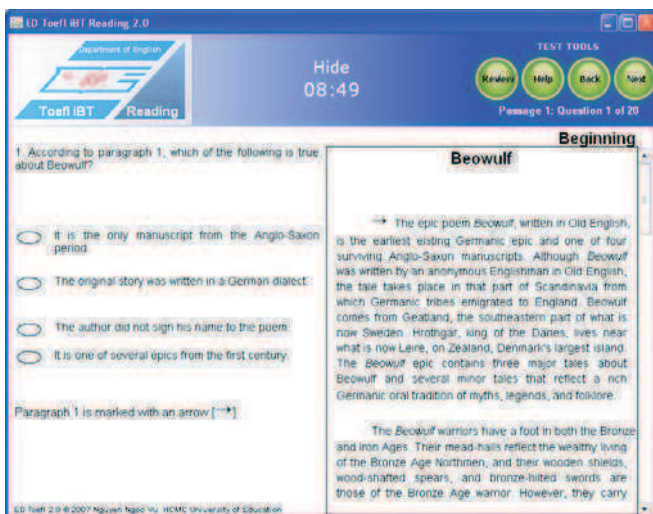 ED Toefl iBT Reading 2.0
Department of English
Toefl iBT Reading
Hide
08:49
TEST TOOLS
Review Help Back Next
Passage 1: Question 1 of 20
1. According to paragraph 1, which of the following is true
about Beowulf?
It is the only manuscript from the Anglo-Saxon
period.
The original story was written in a German dialect.
The author did not sign his name to the poem.
It is one of several epics from the first century.
Paragraph 1 is marked with an arrow [→]
ED Toefl 2.0 © 2007 Nguyen Ngoc Vu. HCMC University of Education
Beginning
Beowulf
→ The epic poem Beowulf, written in Old English,
is the earliest existing Germanic epic and one of four
surviving Anglo-Saxon manuscripts. Although Beowulf
was written by an anonymous Englishman in Old English,
the tale takes place in that part of Scandinavia from
which Germanic tribes emigrated to England. Beowulf
comes from Geatland, the southeastern part of what is
now Sweden. Hrothgar, king of the Danes, lives near
what is now Leire, on Zealand, Denmark's largest island.
The Beowulf epic contains three major tales about
Beowulf and several minor tales that reflect a rich
Germanic oral tradition of myths, legends, and folklore.
The Beowulf warriors have a foot in both the Bronze
and Iron Ages. Their mead-halls reflect the wealthy living
of the Bronze Age Northmen, and their wooden shields,
wood-shafted spears, and bronze-hilted swords are
those of the Bronze Age warrior. However, they carry